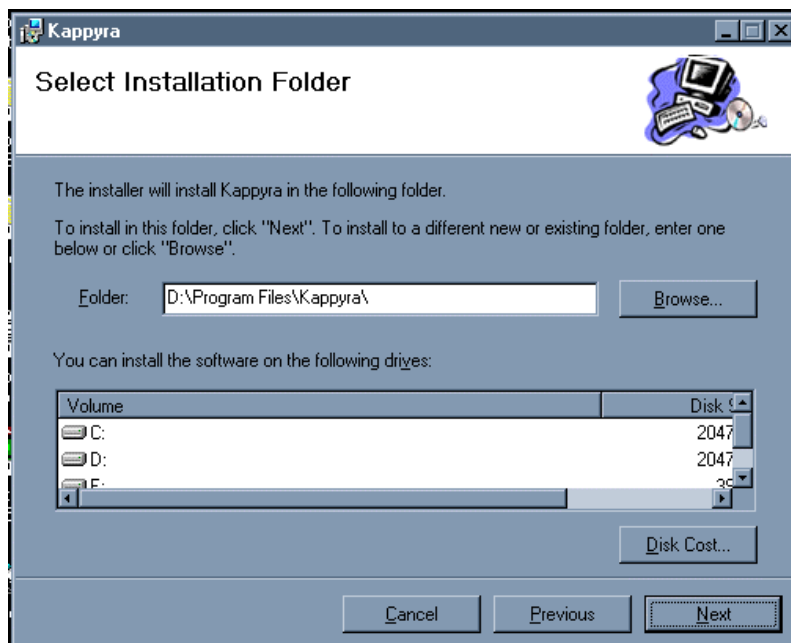 Kappyra
Select Installation Folder
The installer will install Kappyra in the following folder.
To install in this folder, click "Next". To install to a different new or existing folder, enter one
below or click "Browse".
Folder: D:\Program Files\Kappyra\ Browse...
You can install the software on the following drives:
Volume Disk
C: 2047
D: 2047
Disk Cost...
Cancel Previous Next